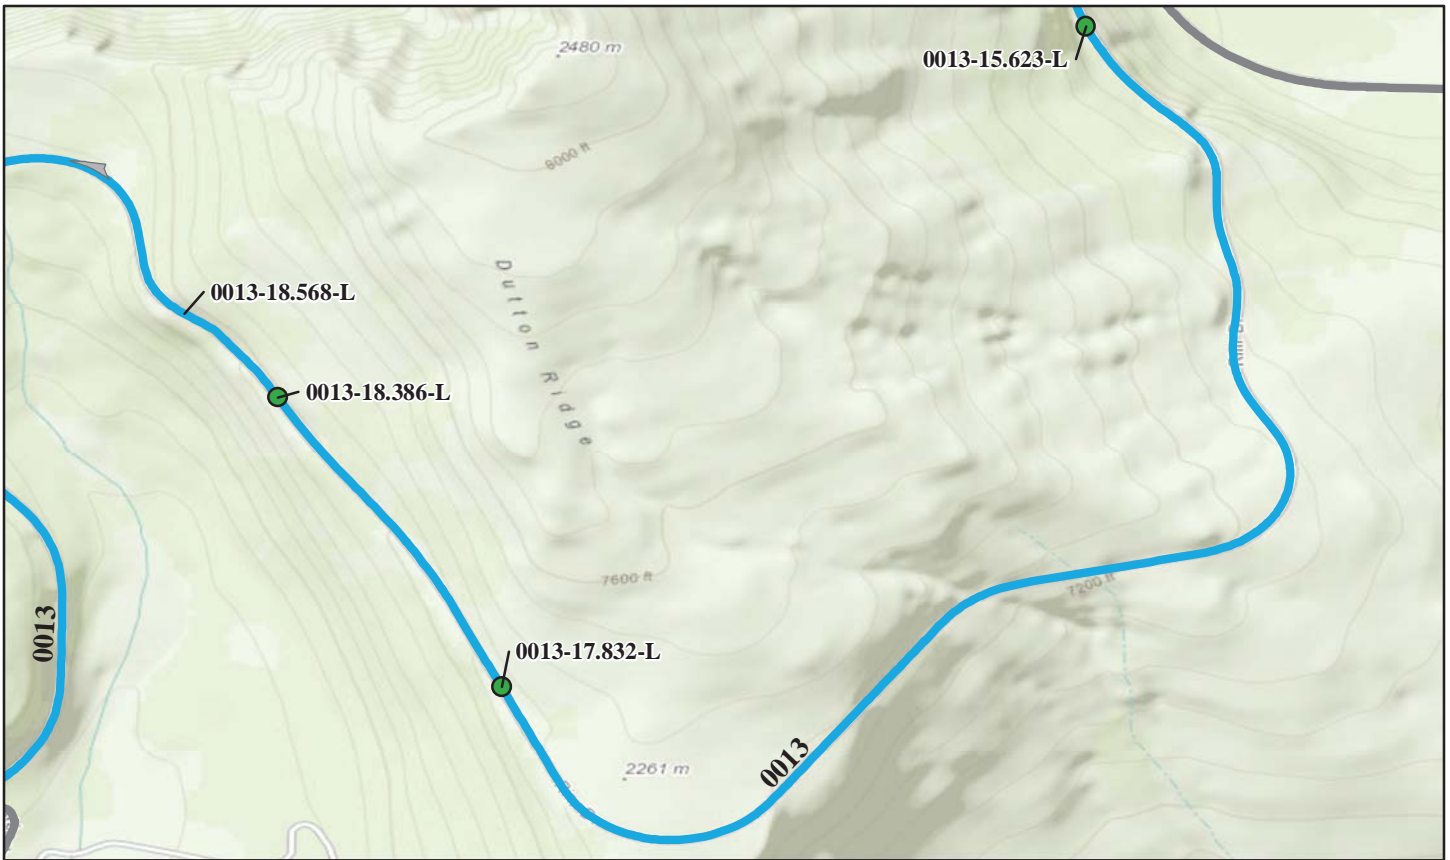 2480 m
0013-15.623-L
8000 ft
Dutton Ridge
0013-18.568-L
0013-18.386-L
7600 ft
7200 ft
0013
0013-17.832-L
0013
2261 m